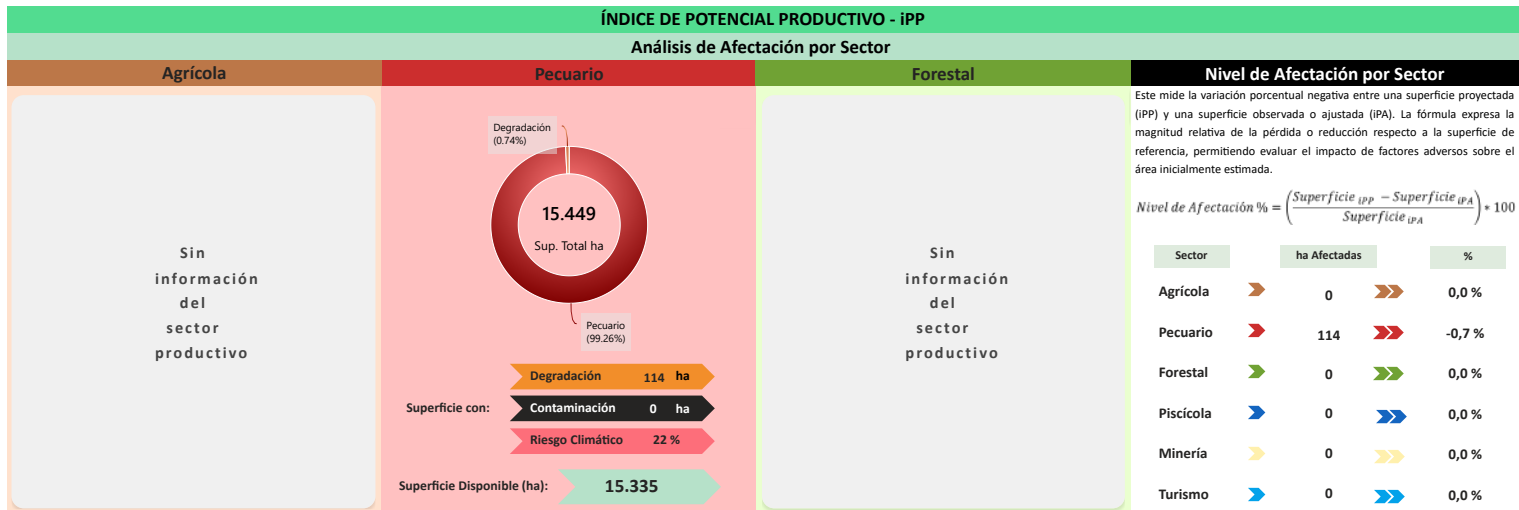 ÍNDICE DE POTENCIAL PRODUCTIVO - iPP
Análisis de Afectación por Sector
Agrícola
Sin
información
del
sector
productivo
Pecuario
Degradación
(0.74%)
15.449
Sup. Total ha
Pecuario
(99.26%)
Superficie con:
Degradación 114 ha
Contaminación 0 ha
Riesgo Climático 22 %
Superficie Disponible (ha): 15.335
Forestal
Sin
información
del
sector
productivo
Nivel de Afectación por Sector
Este mide la variación porcentual negativa entre una superficie proyectada
(iPP) y una superficie observada o ajustada (iPA). La fórmula expresa la
magnitud relativa de la pérdida o reducción respecto a la superficie de
referencia, permitiendo evaluar el impacto de factores adversos sobre el
área inicialmente estimada.
Nivel de Afectación % = (Superficie iPP − Superficie iPA / Superficie iPA) * 100
Sector ha Afectadas %
Agrícola 0 0,0 %
Pecuario 114 -0,7 %
Forestal 0 0,0 %
Piscícola 0 0,0 %
Minería 0 0,0 %
Turismo 0 0,0 %